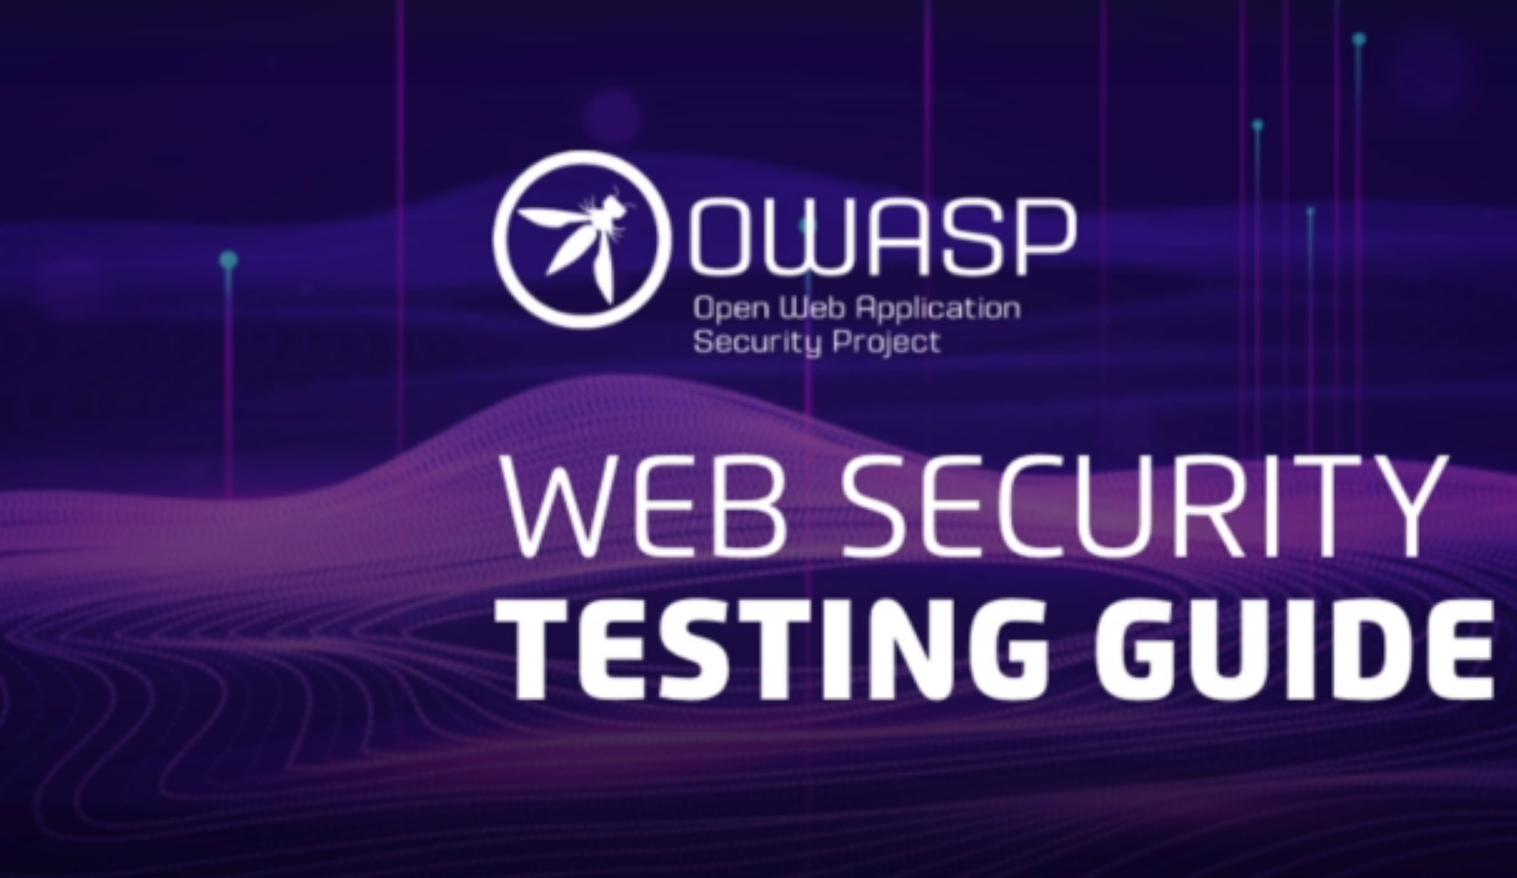 OWASP
Open Web Application
Security Project
WEB SECURITY
TESTING GUIDE